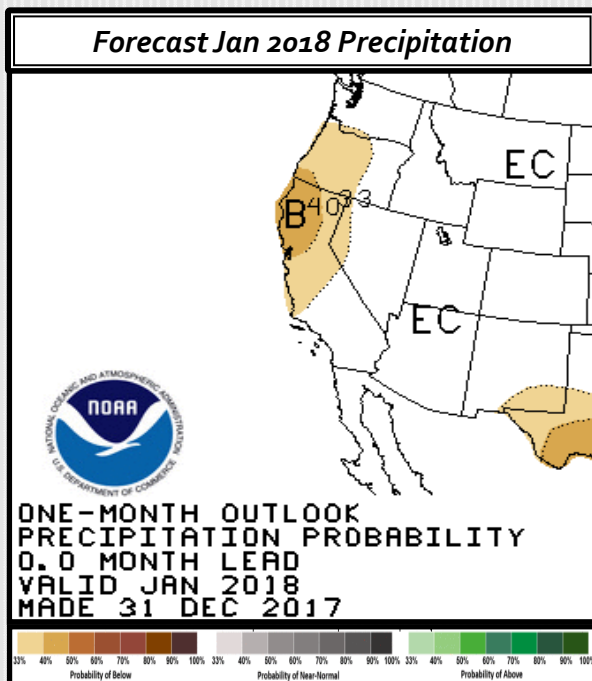 Forecast Jan 2018 Precipitation
EC
B 40 33
EC
NATIONAL OCEANIC AND ATMOSPHERIC ADMINISTRATION
NOAA
U.S. DEPARTMENT OF COMMERCE
ONE-MONTH OUTLOOK
PRECIPITATION PROBABILITY
0.0 MONTH LEAD
VALID JAN 2018
MADE 31 DEC 2017
33% 40% 50% 60% 70% 80% 90% 100% 33% 40% 50% 60% 70% 80% 90% 100% 33% 40% 50% 60% 70% 80% 90% 100%
Probability of Below Probability of Near-Normal Probability of Above